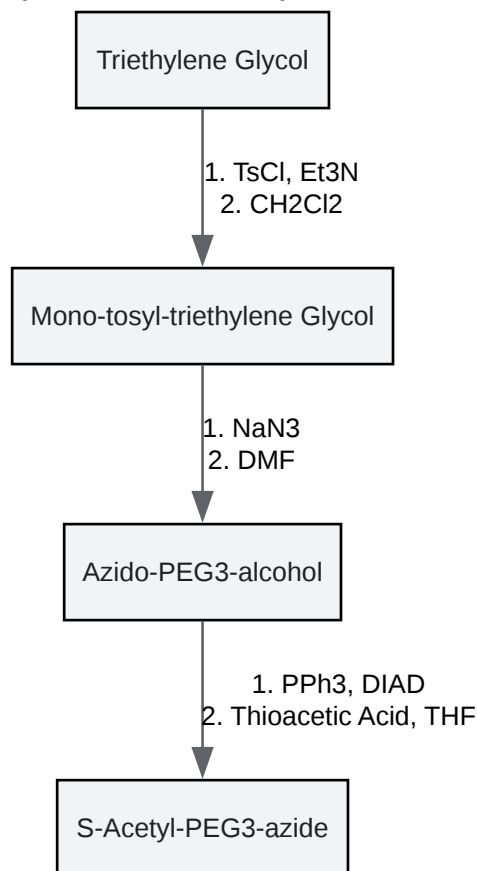 Triethylene Glycol
1. TsCl, Et3N
2. CH2Cl2
Mono-tosyl-triethylene Glycol
1. NaN3
2. DMF
Azido-PEG3-alcohol
1. PPh3, DIAD
2. Thioacetic Acid, THF
S-Acetyl-PEG3-azide